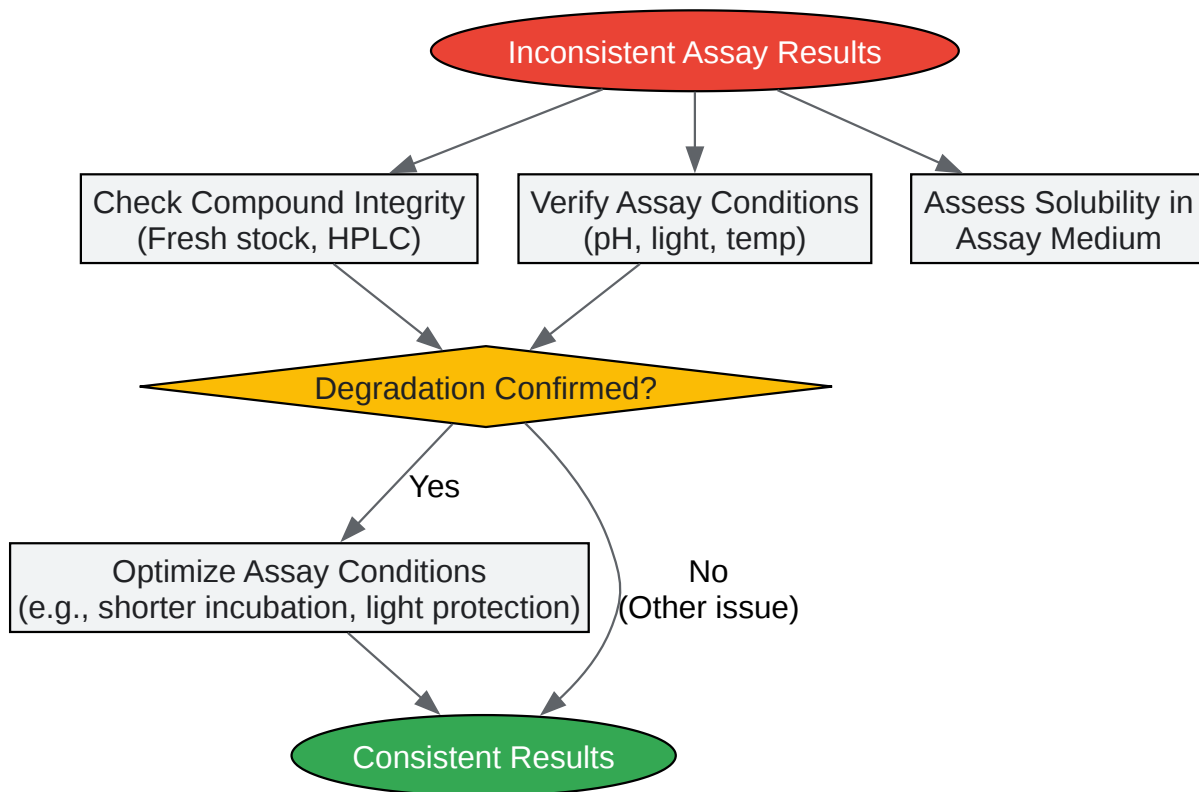 Inconsistent Assay Results
Check Compound Integrity
(Fresh stock, HPLC)
Verify Assay Conditions
(pH, light, temp)
Assess Solubility in
Assay Medium
Degradation Confirmed?
Yes
Optimize Assay Conditions
(e.g., shorter incubation, light protection)
No
(Other issue)
Consistent Results